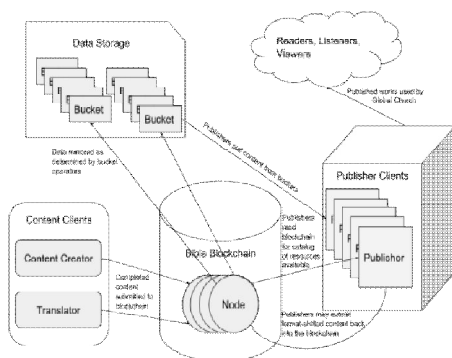 Data Storage
Bucket
Bucket
Readers, Listeners,
Viewers
Published works used by
Global Church
Publishers pull content from buckets
Data mirrored as
determined by bucket
operators
Publisher Clients
Publisher
Publishers
read
blockchain
for catalog
of resources
available
Content Clients
Content Creator
Translator
Completed
content
submitted to
blockchain
Bible Blockchain
Node
Publishers may submit
format-shifted content back
into the blockchain